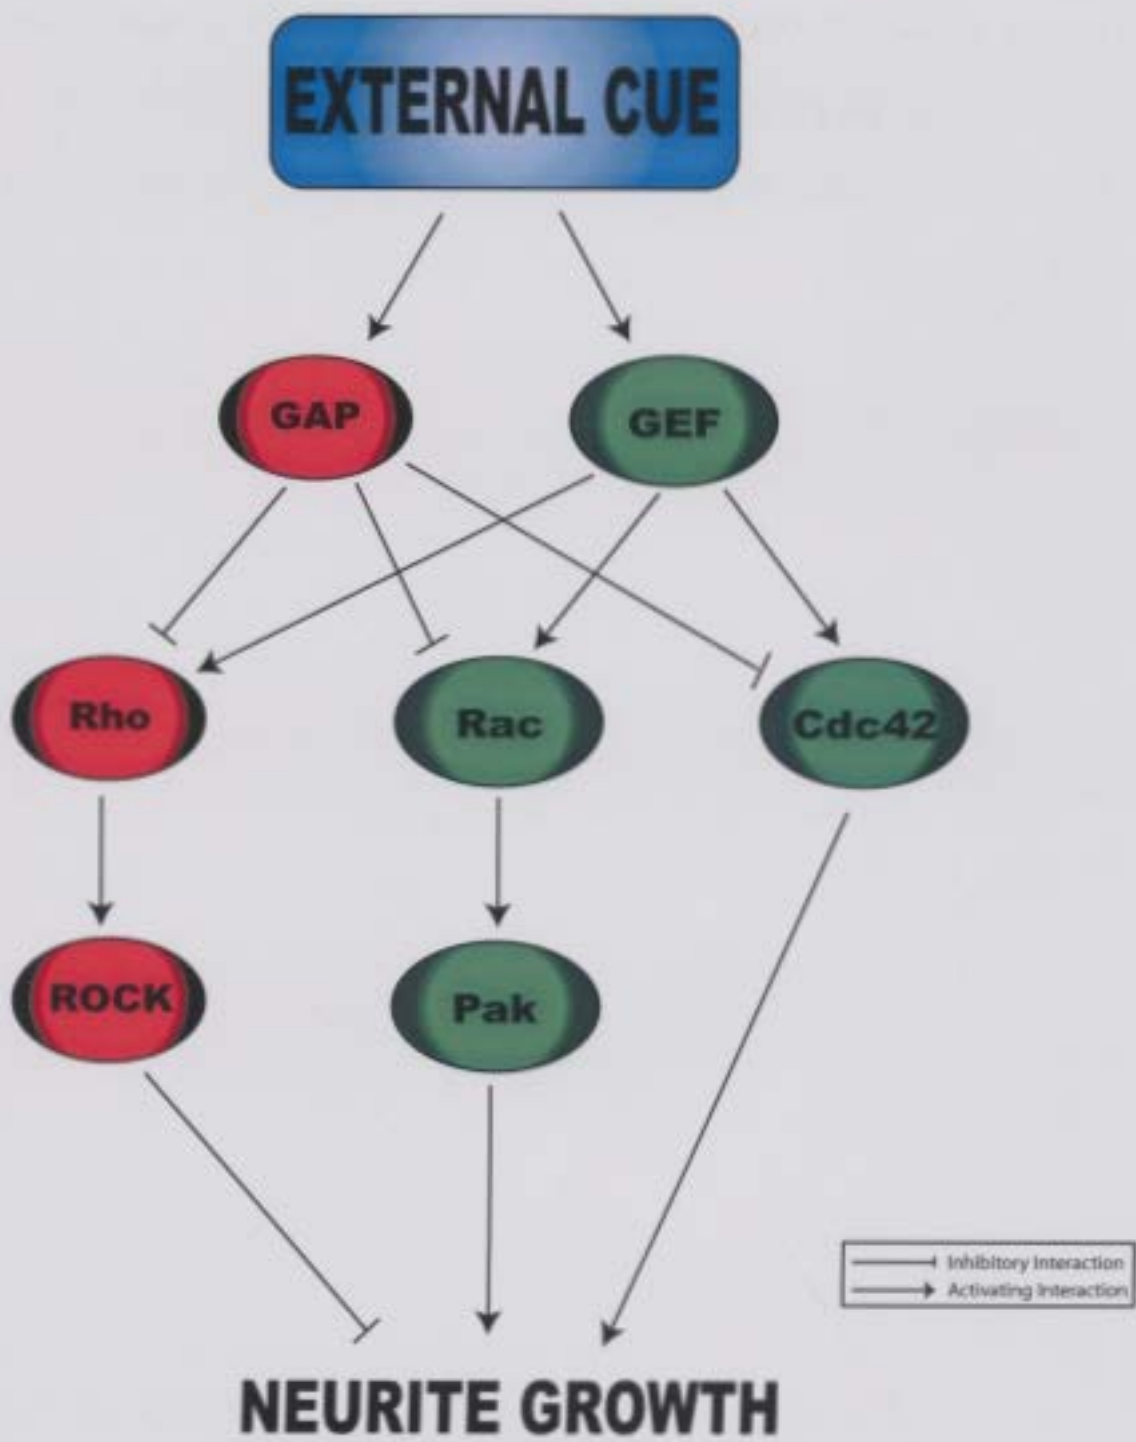 EXTERNAL CUE
GAP
GEF
Rho
Rac
Cdc42
ROCK
Pak
Inhibitory Interaction
Activating Interaction
NEURITE GROWTH